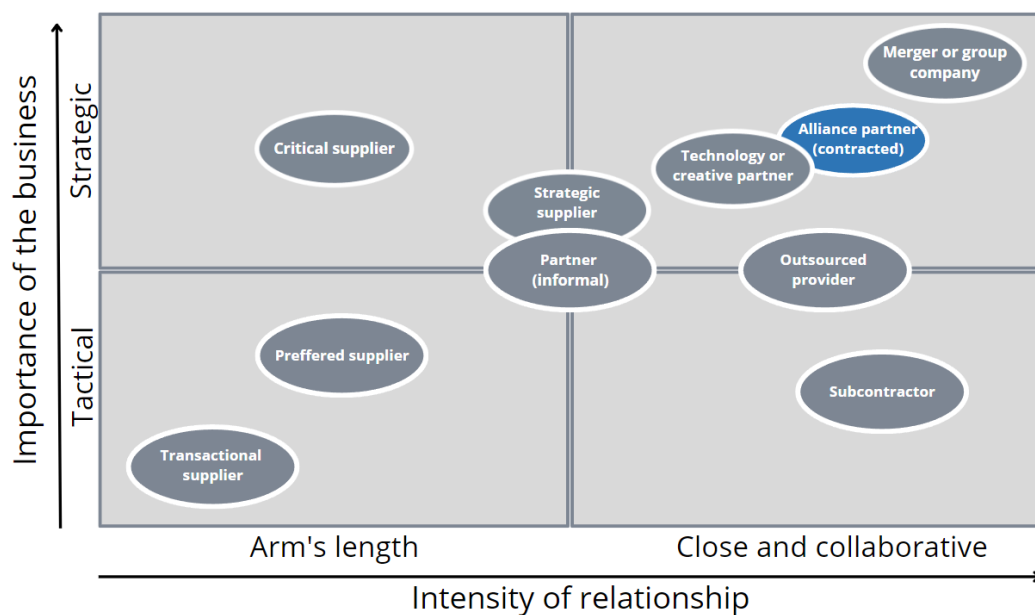 Importance of the business
Strategic
Tactical
Merger or group
company
Alliance partner
(contracted)
Critical supplier
Technology or
creative partner
Strategic
supplier
Partner
(informal)
Outsourced
provider
Preffered supplier
Subcontractor
Transactional
supplier
Arm's length
Close and collaborative
Intensity of relationship